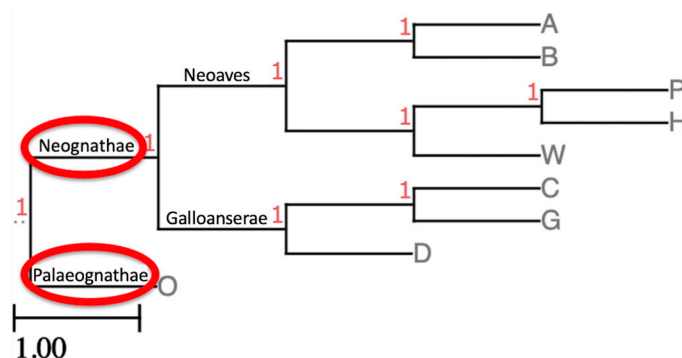 1
A
B
Neoaves
1
1
P
H
1
W
Neognathae
1
1
C
G
Galloanserae
1
D
1
Palaeognathae
O
1.00